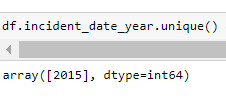 df.incident_date_year.unique()
array([2015], dtype=int64)